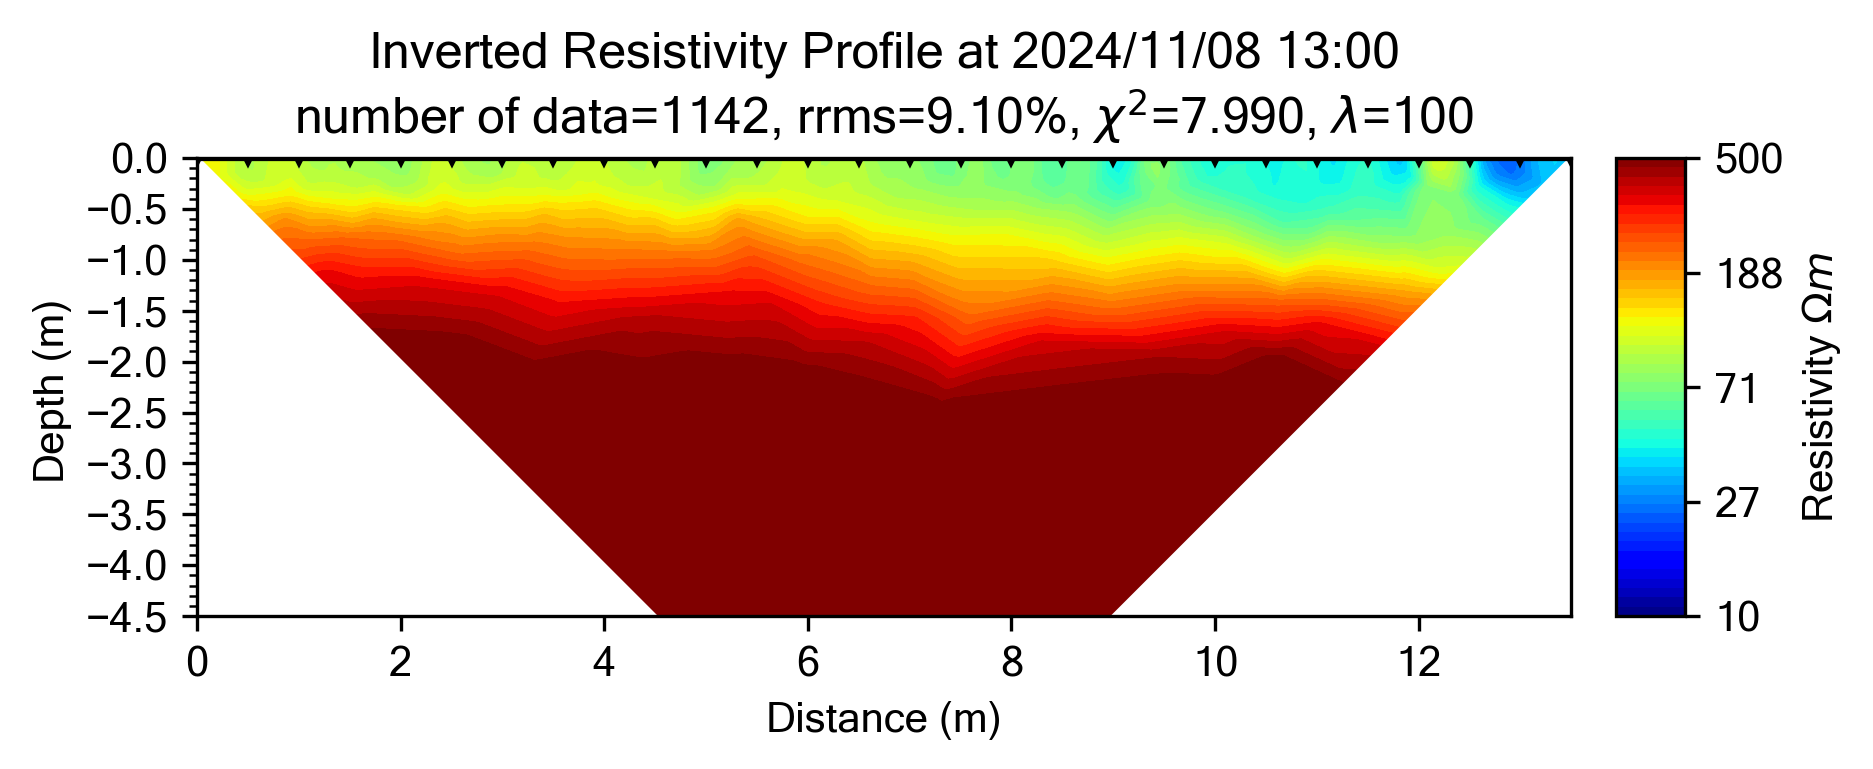 Inverted Resistivity Profile at 2024/11/08 13:00
number of data=1142, rrms=9.10%, χ²=7.990, λ=100
0.0
−0.5
−1.0
−1.5
−2.0
−2.5
−3.0
−3.5
−4.0
−4.5
Depth (m)
0 2 4 6 8 10 12
Distance (m)
500
188
71
27
10
Resistivity Ωm